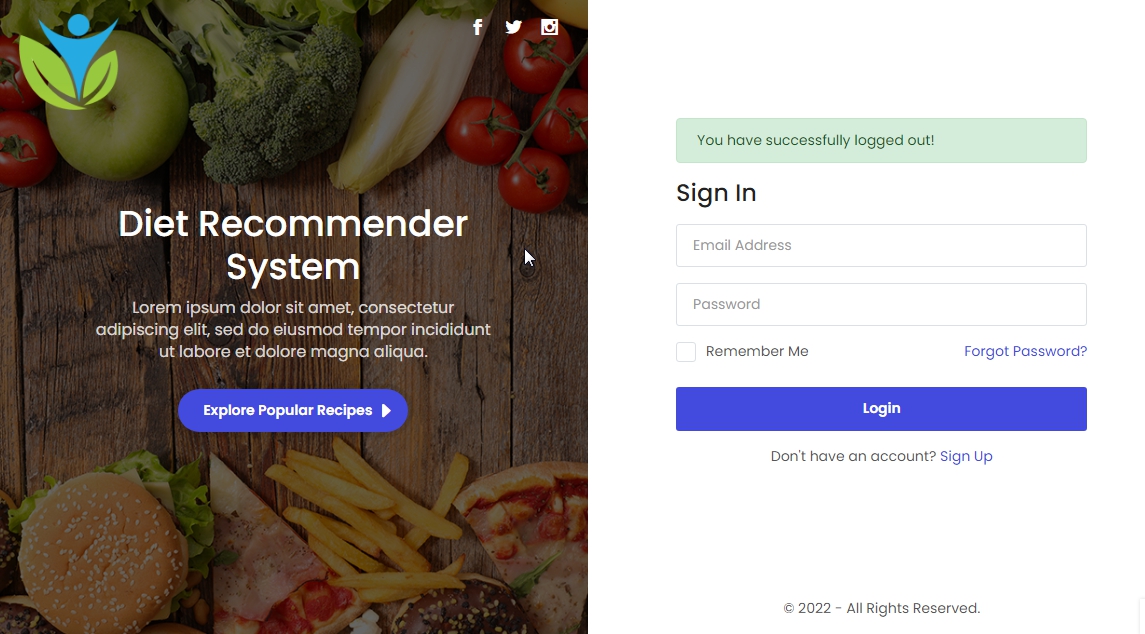 Diet Recommender
System
Lorem ipsum dolor sit amet, consectetur
adipiscing elit, sed do eiusmod tempor incididunt
ut labore et dolore magna aliqua.
Explore Popular Recipes
You have successfully logged out!
Sign In
Email Address
Password
Remember Me Forgot Password?
Login
Don't have an account? Sign Up
© 2022 - All Rights Reserved.